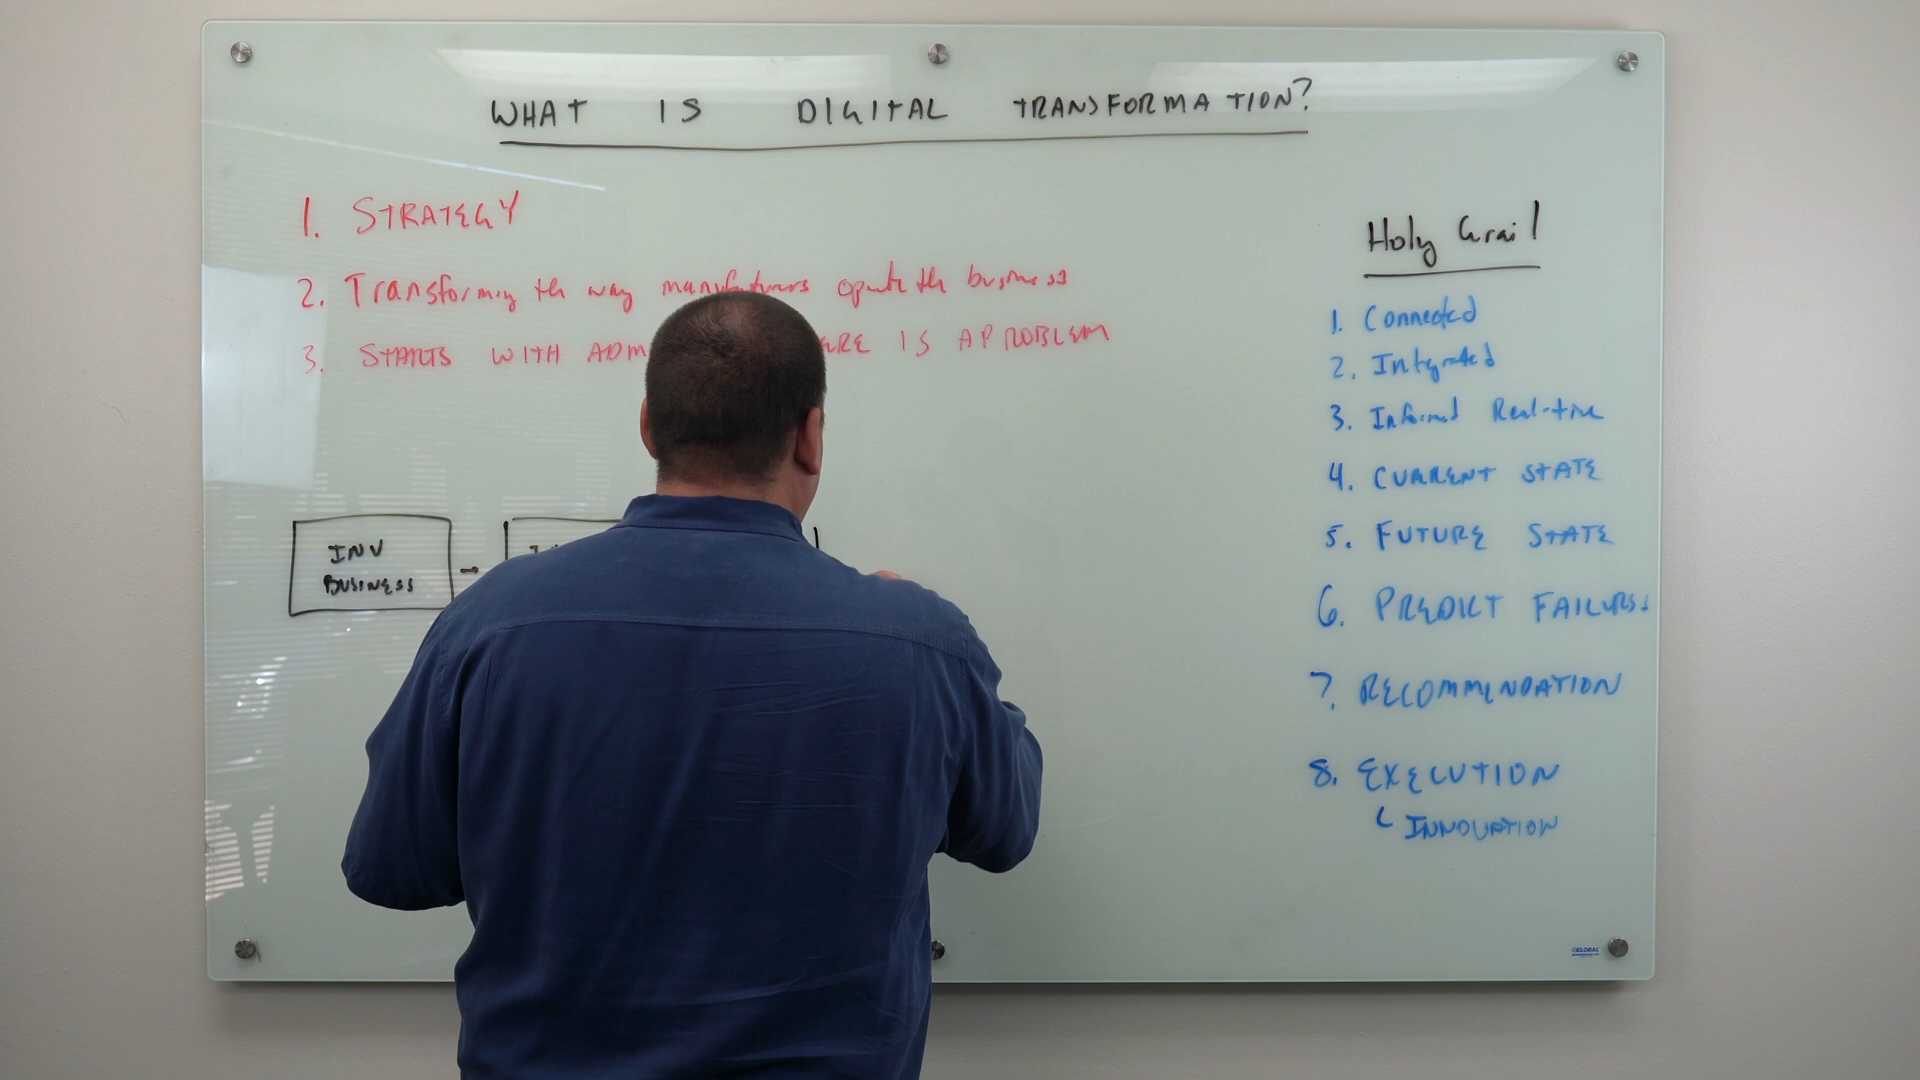 WHAT IS DIGITAL TRANSFORMATION?
1. STRATEGY
2. Transforming the way manufacturers operate the business
3. STARTS WITH ADM IS A PROBLEM
INV
BUSINESS
Holy Grail
1. Connected
2. Integrated
3. Informed Real-time
4. CURRENT STATE
5. FUTURE STATE
6. PREDICT FAILURES
7. RECOMMENDATION
8. EXECUTION
INNOVATION
GLOBAL